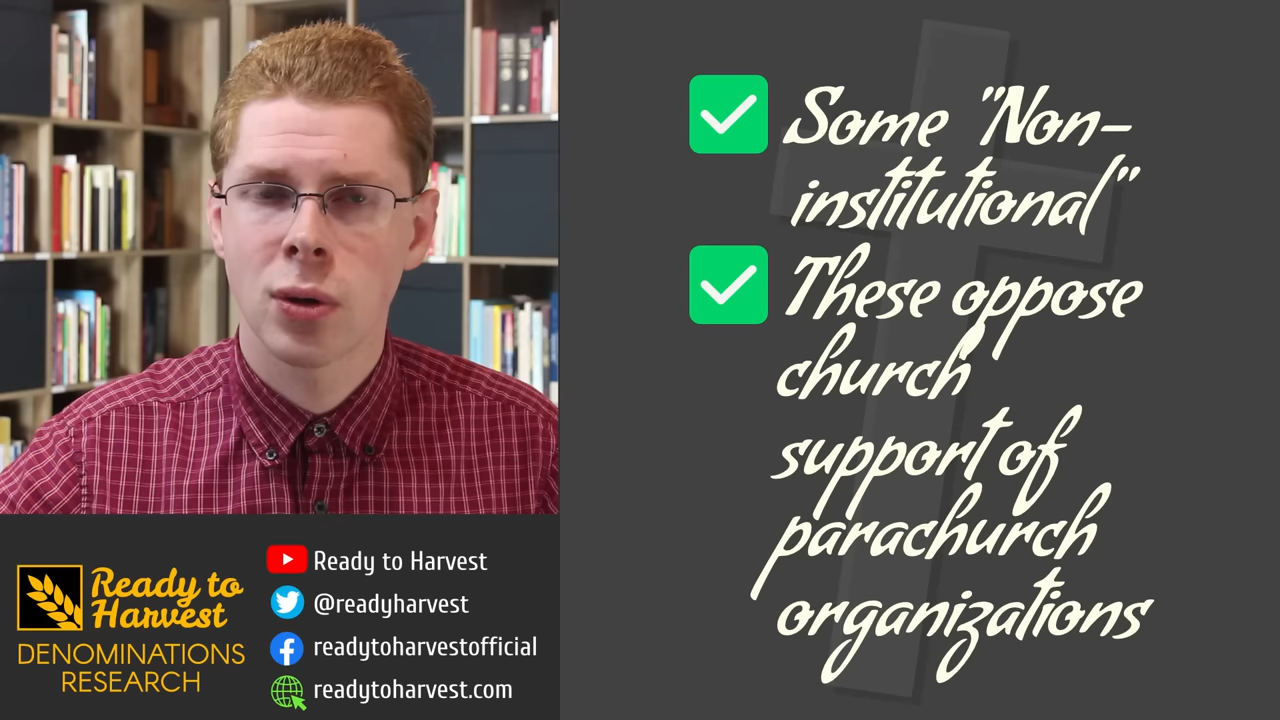 Some "Non-
institutional"
These oppose
church
support of
parachurch
organizations
Ready to
Harvest
DENOMINATIONS
RESEARCH
Ready to Harvest
@readyharvest
readytoharvestofficial
readytoharvest.com